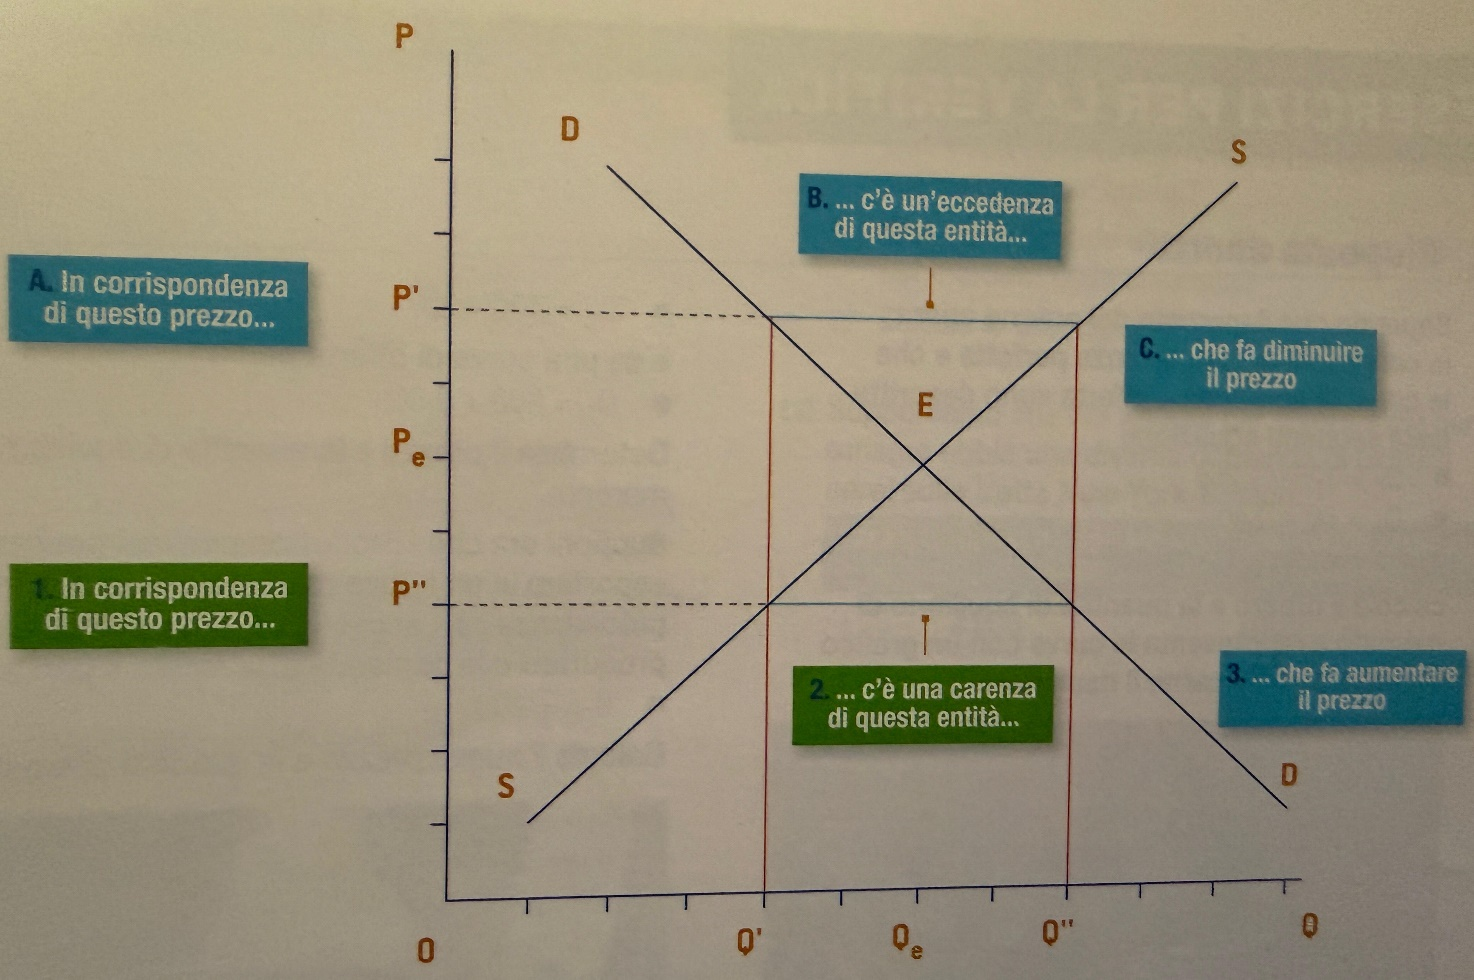 P
D
S
B. ... c'è un'eccedenza
di questa entità...
A. In corrispondenza
di questo prezzo...
P'
C. ... che fa diminuire
il prezzo
E
Pe
1. In corrispondenza
di questo prezzo...
P''
2. ... c'è una carenza
di questa entità...
3. ... che fa aumentare
il prezzo
S
D
O
Q'
Qe
Q''
Q